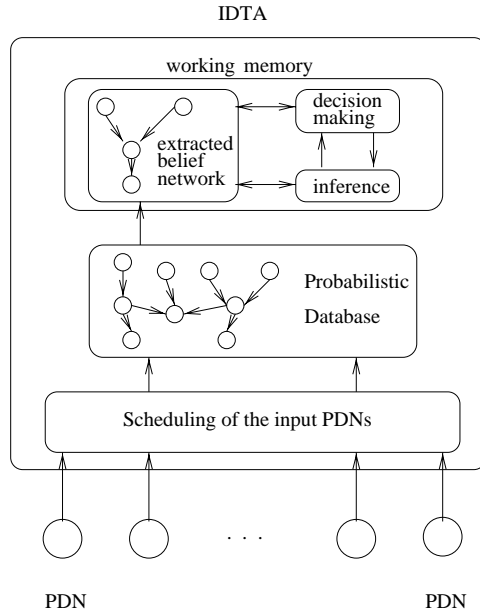 IDTA
working memory
extracted
belief
network
decision
making
inference
Probabilistic
Database
Scheduling of the input PDNs
. . .
PDN
PDN